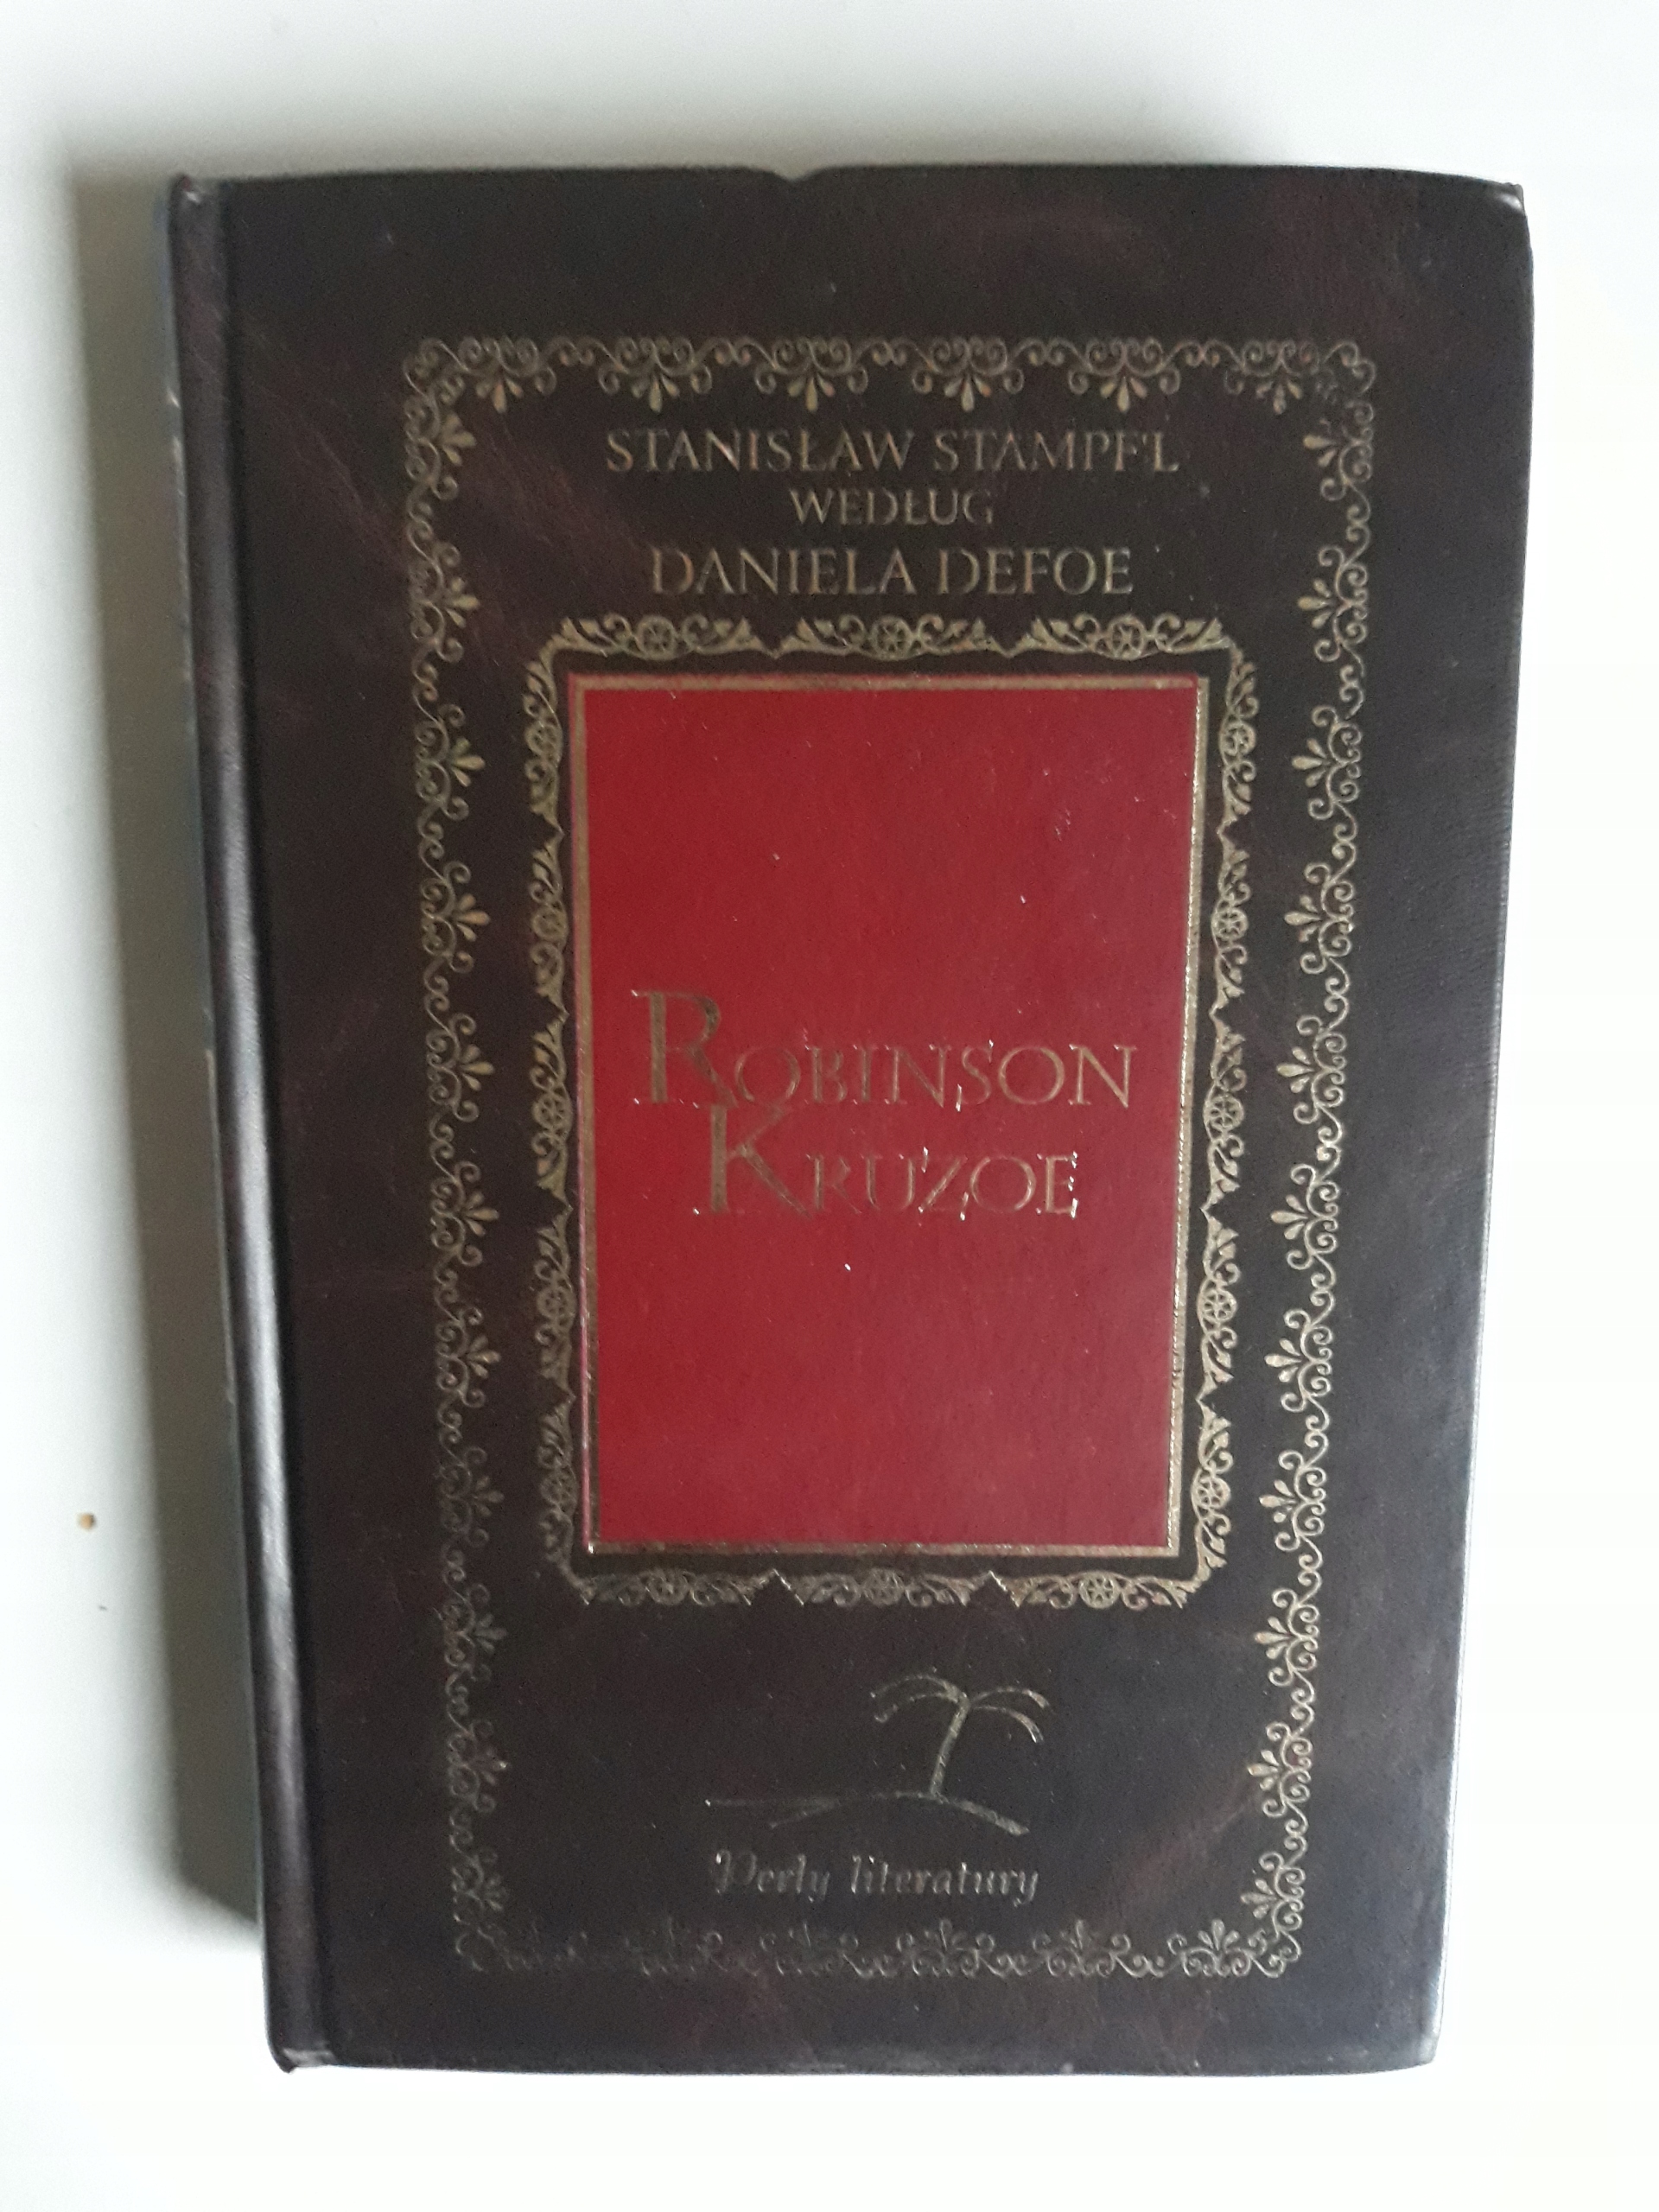 STANISŁAW STAMPF'L
WEDŁUG
DANIELA DEFOE
ROBINSON
KRUZOE
Perły literatury